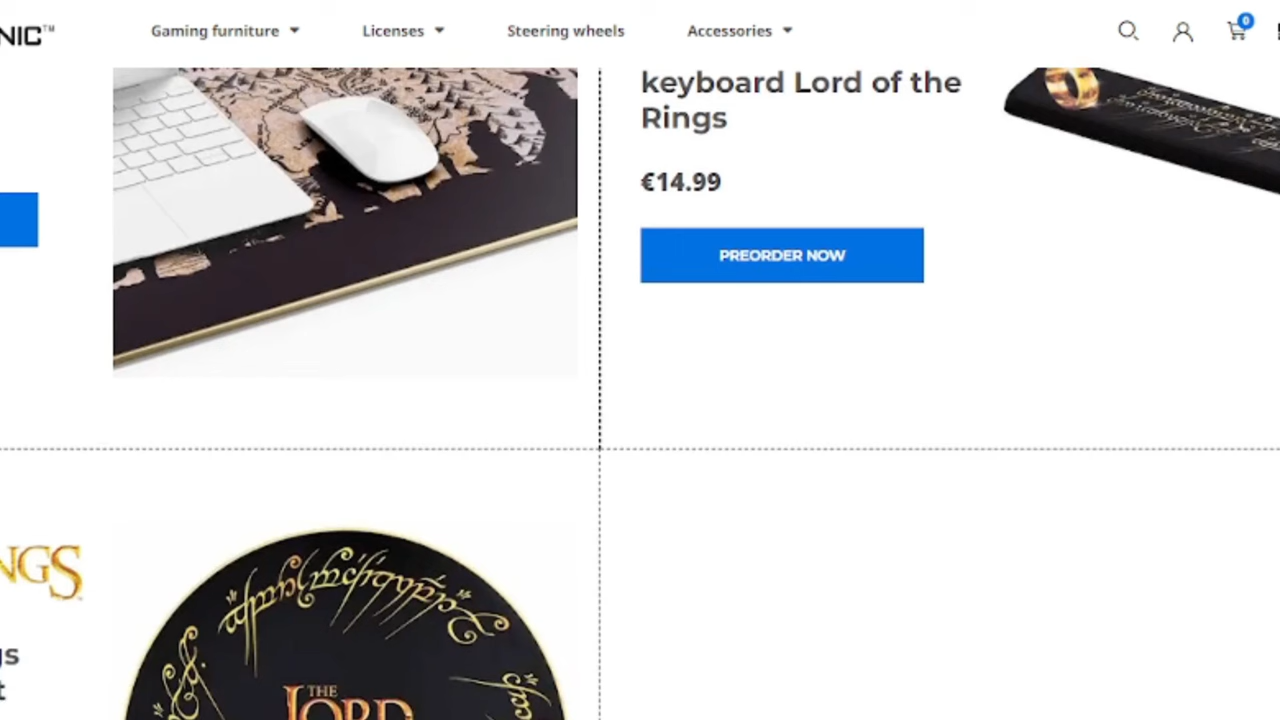 NIC™ Gaming furniture Licenses Steering wheels Accessories 0
keyboard Lord of the
Rings
€14.99
PREORDER NOW
NGS
gs
t
THE
LORD